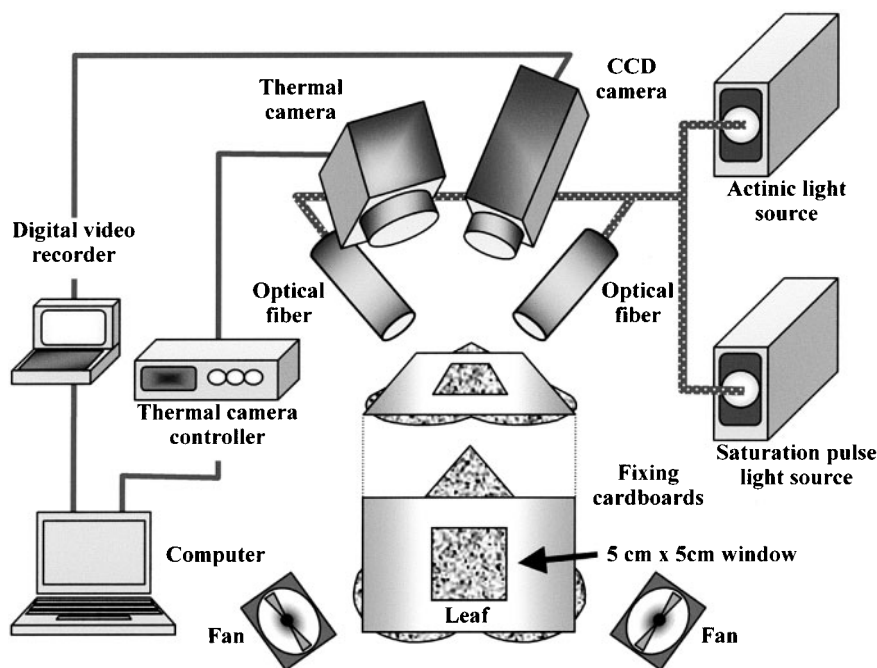 Thermal
camera
CCD
camera
Actinic light
source
Digital video
recorder
Optical
fiber
Optical
fiber
Thermal camera
controller
Saturation pulse
light source
Fixing
cardboards
Computer
5 cm x 5cm window
Leaf
Fan
Fan